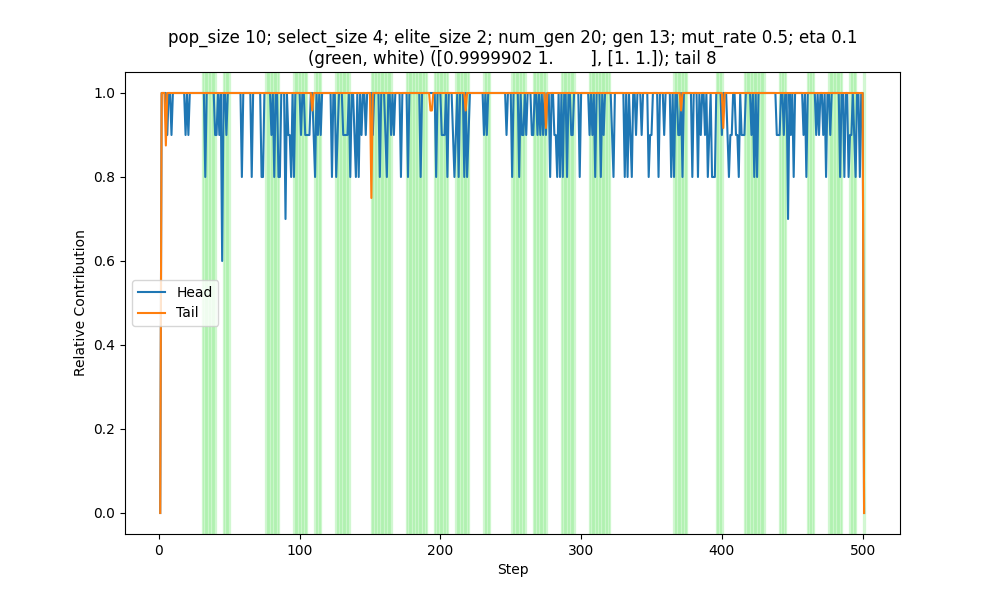 pop_size 10; select_size 4; elite_size 2; num_gen 20; gen 13; mut_rate 0.5; eta 0.1
(green, white) ([0.9999902 1.        ], [1. 1.]); tail 8
1.0
0.8
0.6
0.4
0.2
0.0
Relative Contribution
Head
Tail
0 100 200 300 400 500
Step